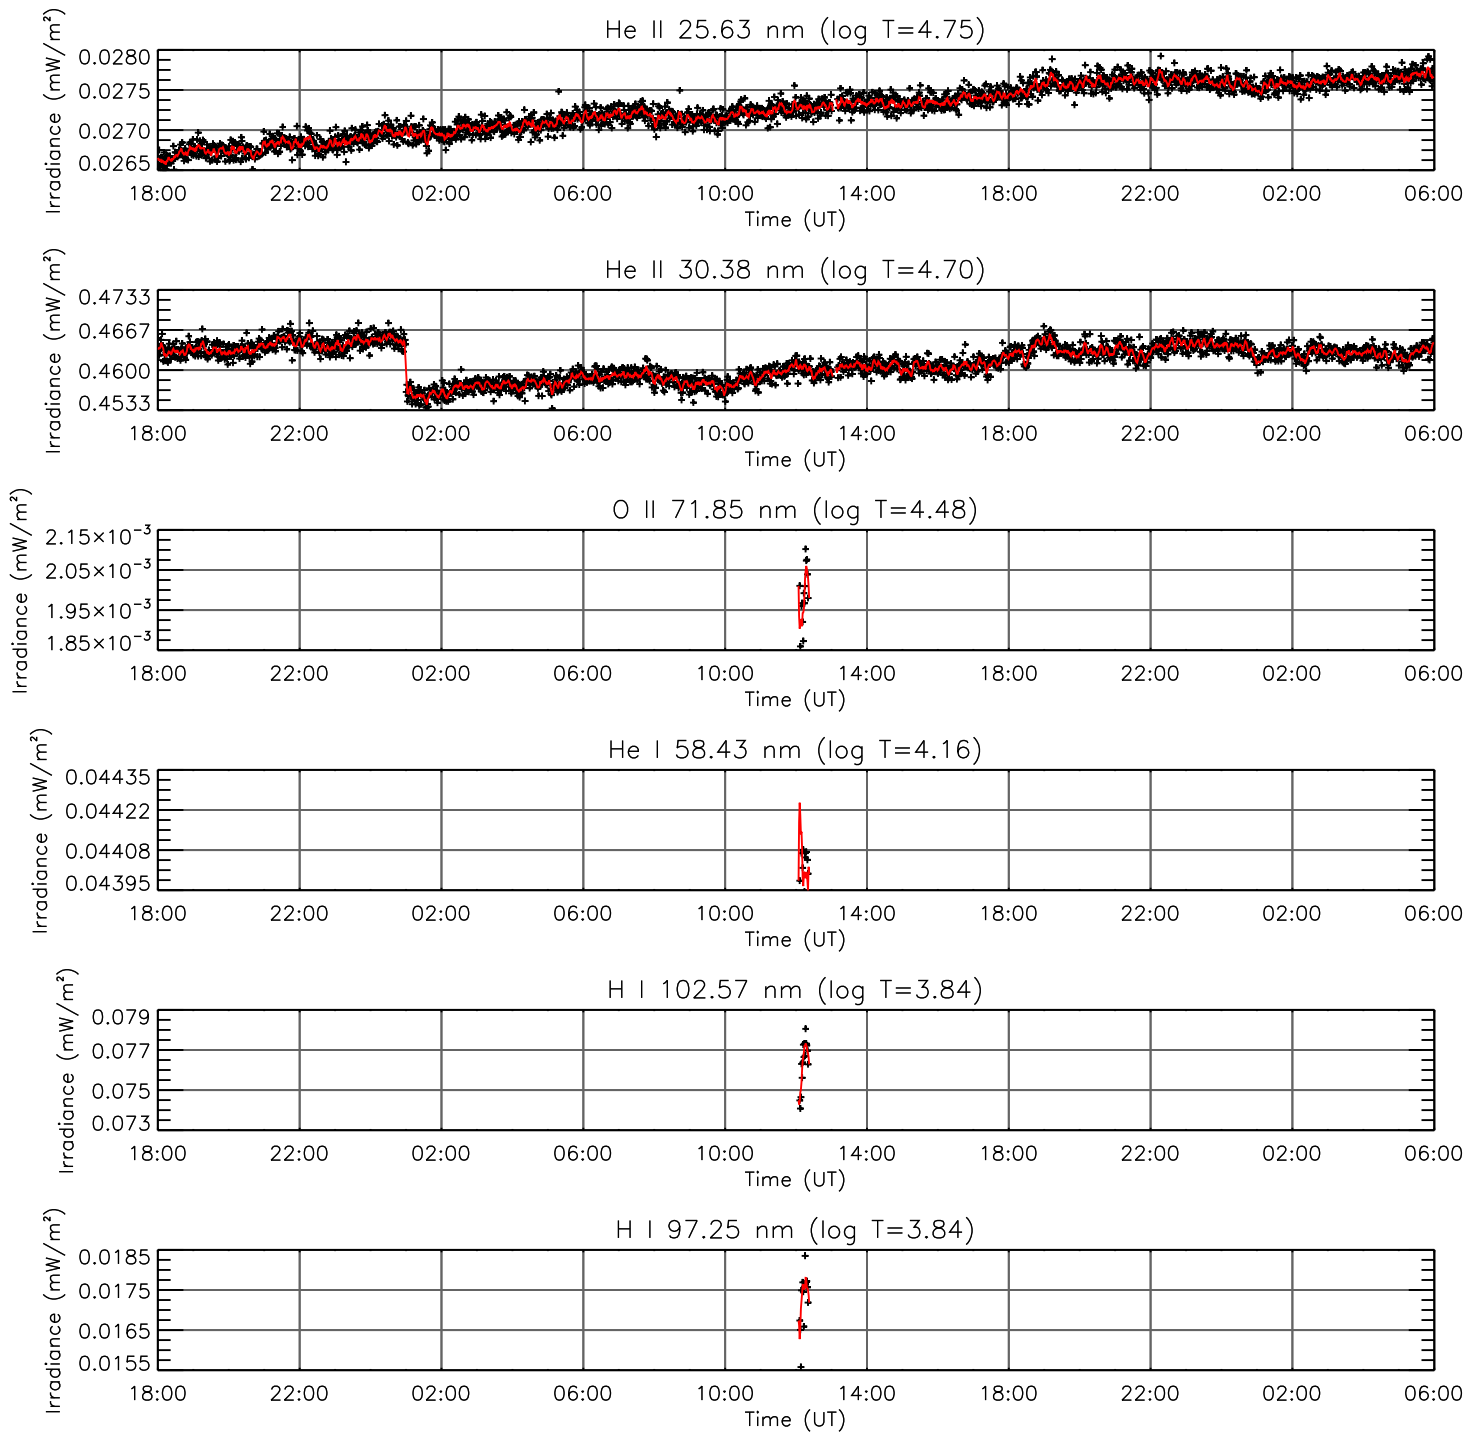 He II 25.63 nm (log T=4.75)
Irradiance (mW/m²)
0.0280
0.0275
0.0270
0.0265
18:00 22:00 02:00 06:00 10:00 14:00 18:00 22:00 02:00 06:00
Time (UT)
He II 30.38 nm (log T=4.70)
Irradiance (mW/m²)
0.4733
0.4667
0.4600
0.4533
18:00 22:00 02:00 06:00 10:00 14:00 18:00 22:00 02:00 06:00
Time (UT)
O II 71.85 nm (log T=4.48)
Irradiance (mW/m²)
2.15×10⁻³
2.05×10⁻³
1.95×10⁻³
1.85×10⁻³
18:00 22:00 02:00 06:00 10:00 14:00 18:00 22:00 02:00 06:00
Time (UT)
He I 58.43 nm (log T=4.16)
Irradiance (mW/m²)
0.04435
0.04422
0.04408
0.04395
18:00 22:00 02:00 06:00 10:00 14:00 18:00 22:00 02:00 06:00
Time (UT)
H I 102.57 nm (log T=3.84)
Irradiance (mW/m²)
0.079
0.077
0.075
0.073
18:00 22:00 02:00 06:00 10:00 14:00 18:00 22:00 02:00 06:00
Time (UT)
H I 97.25 nm (log T=3.84)
Irradiance (mW/m²)
0.0185
0.0175
0.0165
0.0155
18:00 22:00 02:00 06:00 10:00 14:00 18:00 22:00 02:00 06:00
Time (UT)